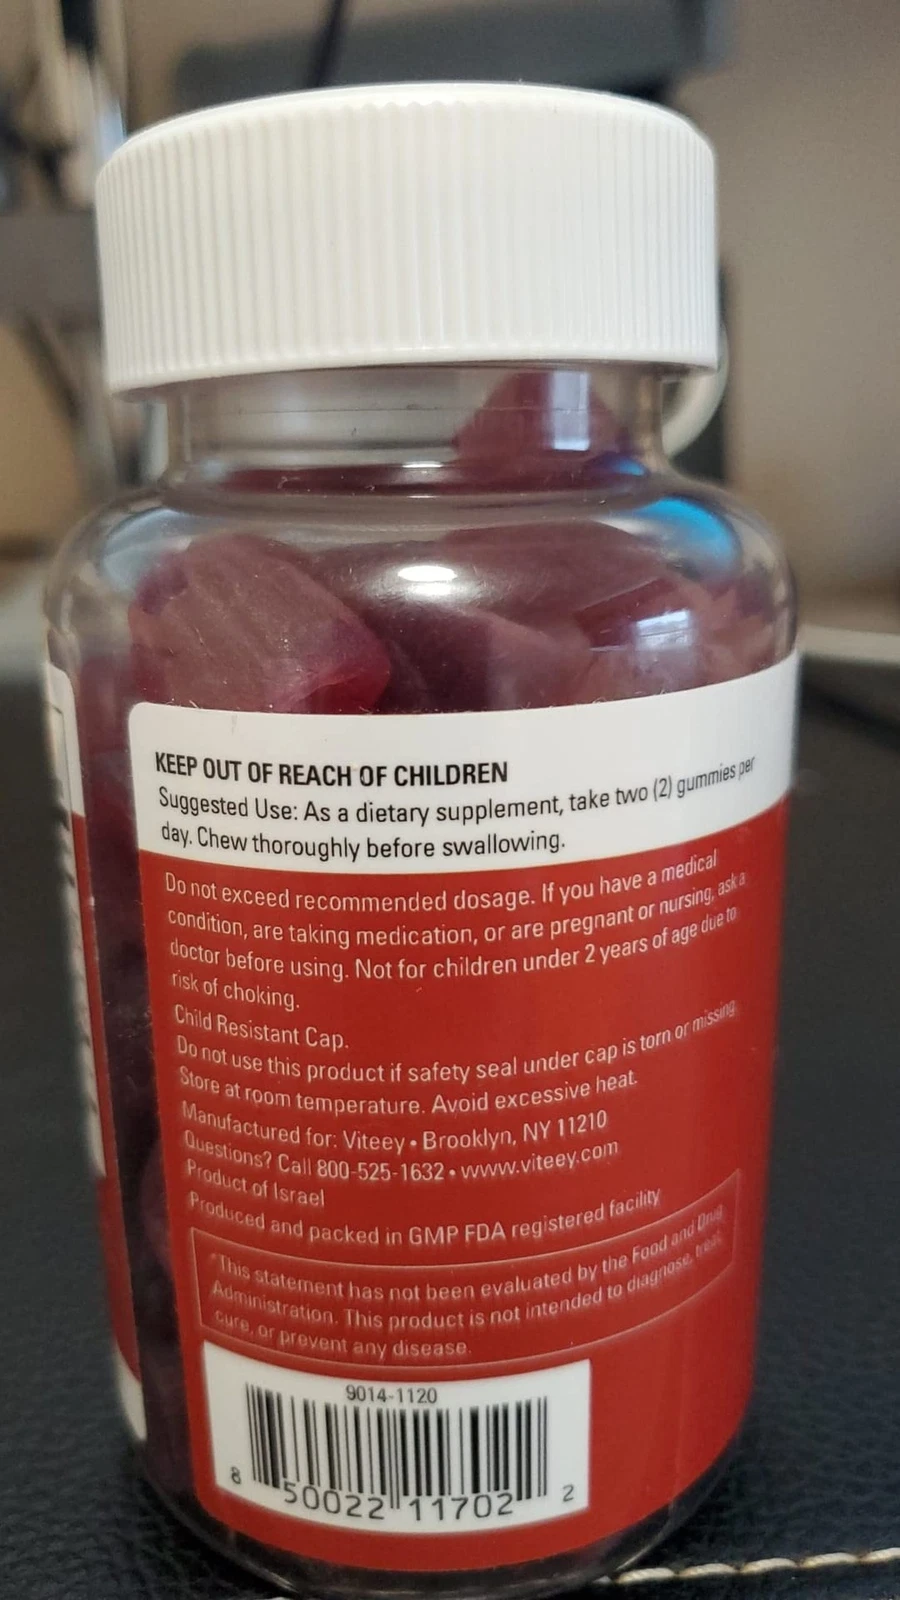 KEEP OUT OF REACH OF CHILDREN
Suggested Use: As a dietary supplement, take two (2) gummies per
day. Chew thoroughly before swallowing.
Do not exceed recommended dosage. If you have a medical
condition, are taking medication, or are pregnant or nursing, ask a
doctor before using. Not for children under 2 years of age due to
risk of choking.
Child Resistant Cap.
Do not use this product if safety seal under cap is torn or missing.
Store at room temperature. Avoid excessive heat.
Manufactured for: Viteey • Brooklyn, NY 11210
Questions? Call 800-525-1632 • www.viteey.com
Product of Israel
Produced and packed in GMP FDA registered facility
*This statement has not been evaluated by the Food and Drug
Administration. This product is not intended to diagnose, treat,
cure, or prevent any disease.
9014-1120
8 50022 11702 2